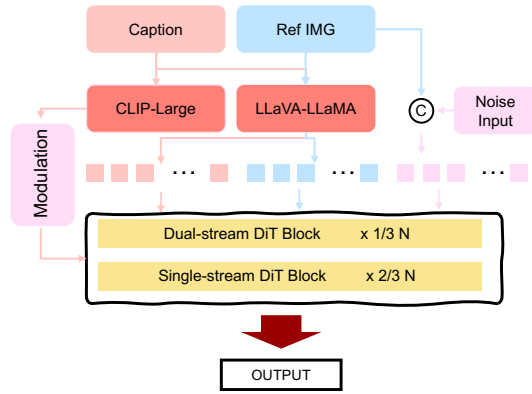 Caption
Ref IMG
CLIP-Large
LLaVA-LLaMA
C
Noise
Input
Modulation
...
...
...
Dual-stream DiT Block x 1/3 N
Single-stream DiT Block x 2/3 N
OUTPUT